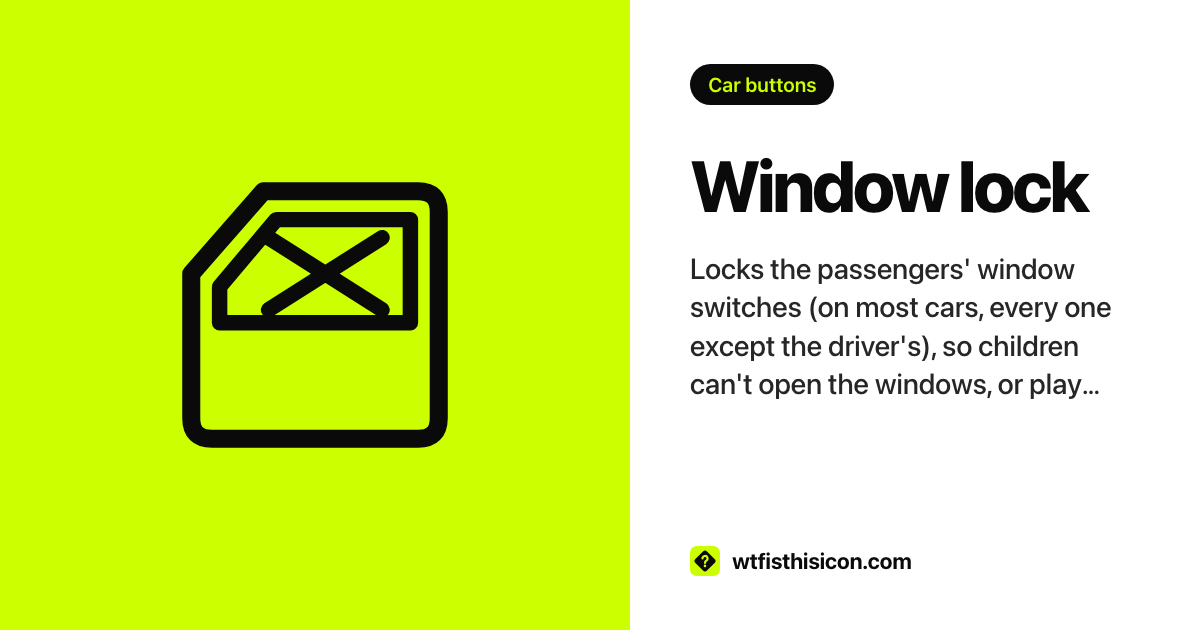 Car buttons
Window lock
Locks the passengers' window
switches (on most cars, every one
except the driver's), so children
can't open the windows, or play...
?
wtfisthisicon.com